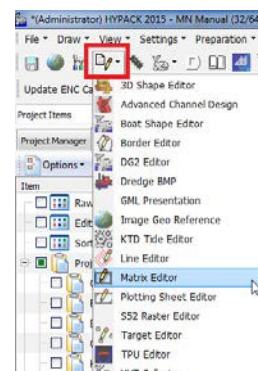 *(Administrator) HYPACK 2015 - MN Manual (32/64
File Draw View Settings Preparation
Update ENC Ca
3D Shape Editor
Advanced Channel Design
Project Items
Boat Shape Editor
Project Manager
Border Editor
Options
DG2 Editor
Item
Dredge BMP
Raw
GML Presentation
Edit
Image Geo Reference
Sort
KTD Tide Editor
Proj
Line Editor
Matrix Editor
Plotting Sheet Editor
S52 Raster Editor
Target Editor
TPU Editor